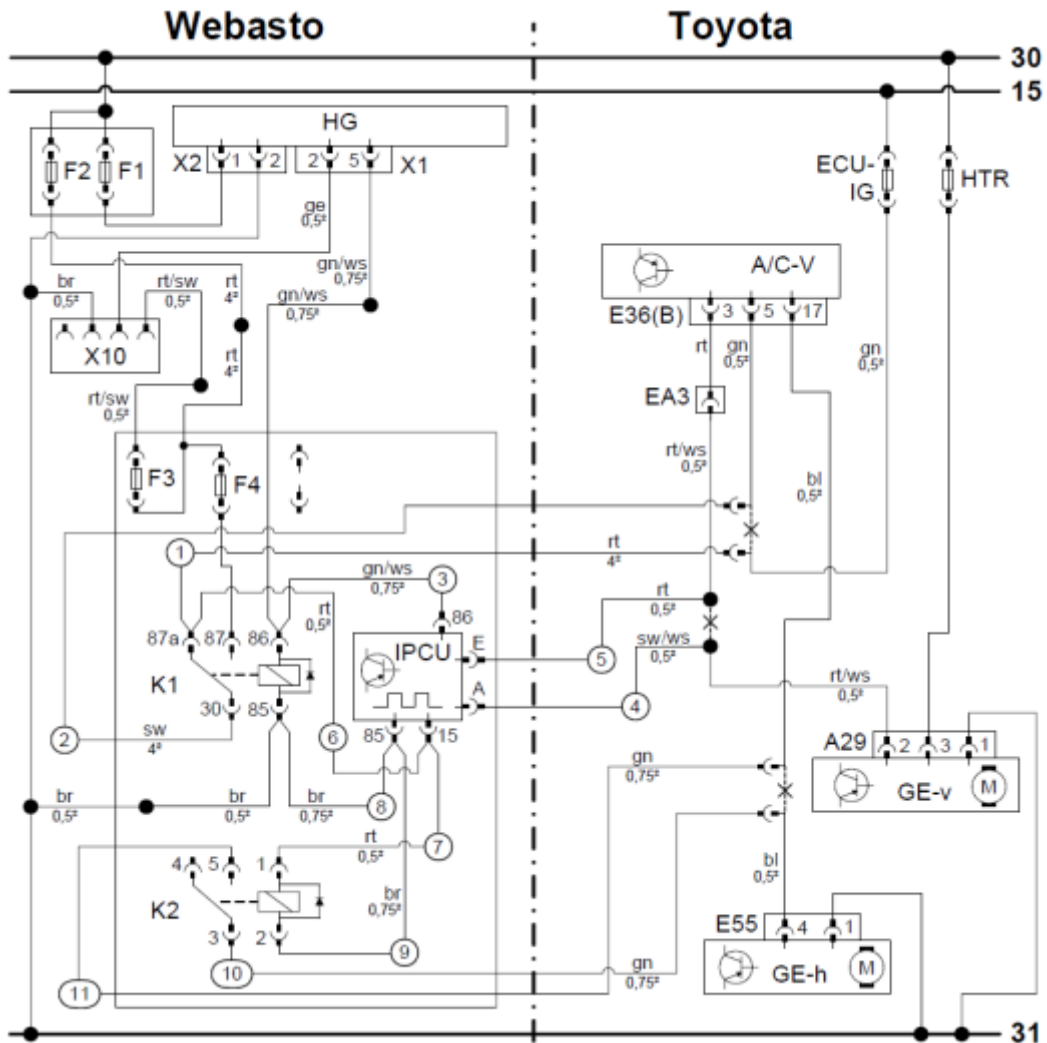 Webasto Toyota
30
15
HG
X2 1 2 2 5 X1
F2 F1
ECU-
IG
HTR
ge
0,5²
gn/ws
0,75²
A/C-V
br
0,5²
rt/sw
0,5²
rt
4²
gn/ws
0,75²
E36(B) 3 5 17
X10
rt
4²
rt
gn
0,5²
gn
0,5²
rt/sw
0,5²
EA3
F3 F4
rt/ws
0,5²
bl
0,5²
1
rt
4²
gn/ws
0,75²
3
rt
0,5²
86
rt
0,5²
87a 87 86
IPCU E
5
sw/ws
0,5²
K1
30 85
A
4
rt/ws
0,5²
2
sw
4²
6
85 15
A29 2 3 1
gn
0,75²
GE-v M
br
0,5²
br
0,5²
br
0,75²
8
rt
0,5²
7
gn
0,75²
4 5 1
br
0,75²
bl
0,5²
K2
3 2
9
E55 4 1
10
gn
0,75²
GE-h M
11
31